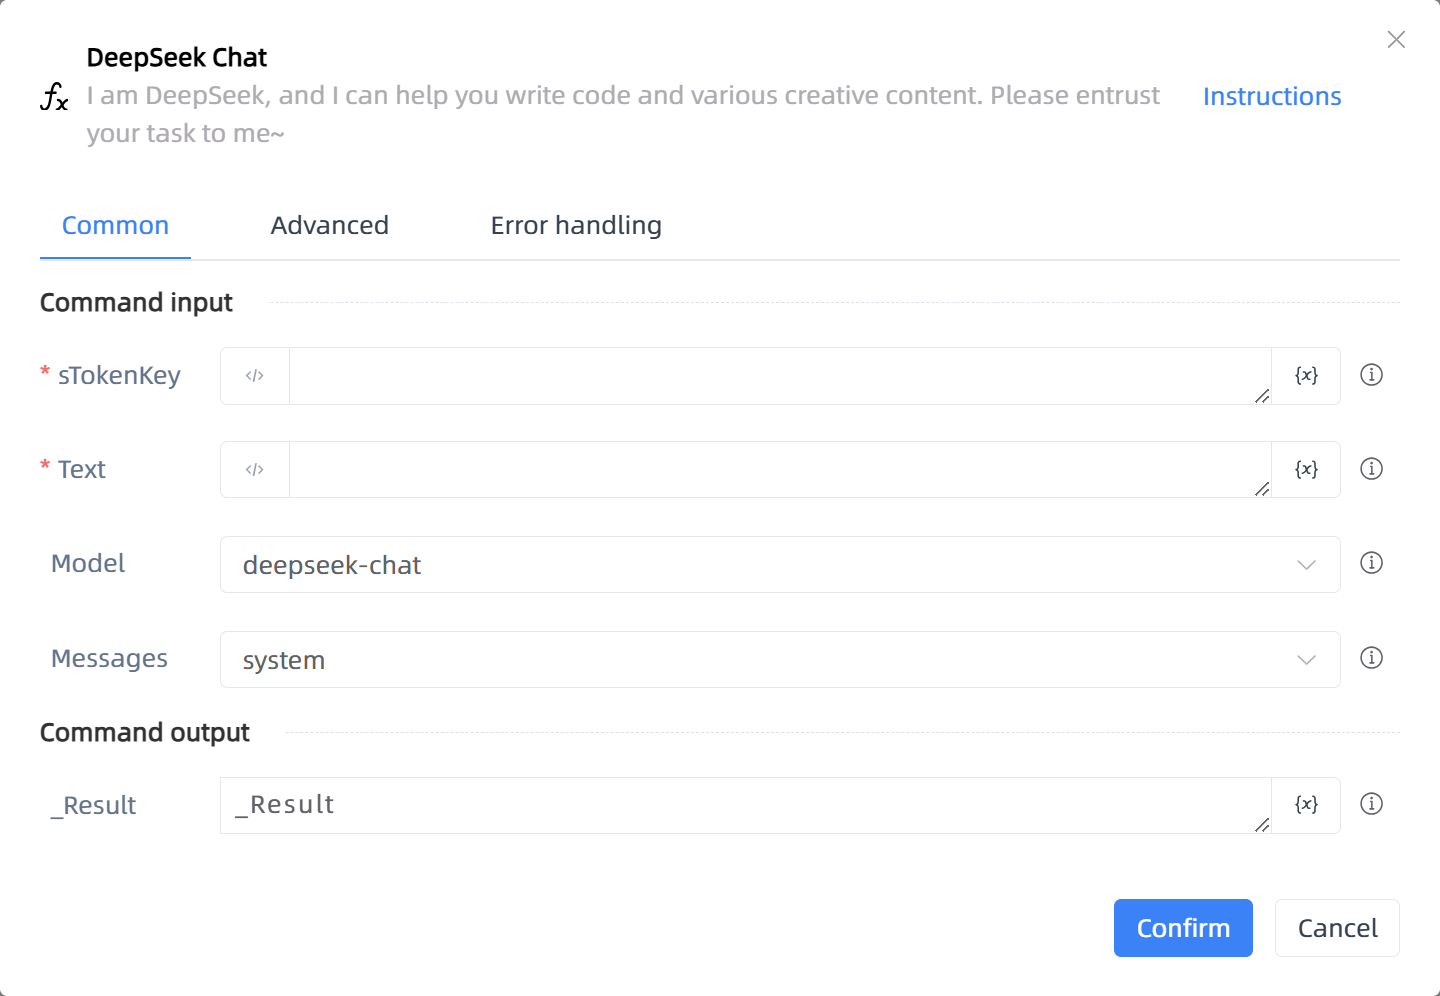 DeepSeek Chat
I am DeepSeek, and I can help you write code and various creative content. Please entrust
your task to me~
Instructions
Common
Advanced
Error handling
Command input
* sTokenKey
</>
{x}
* Text
</>
{x}
Model
deepseek-chat
Messages
system
Command output
_Result
_Result
{x}
Confirm
Cancel